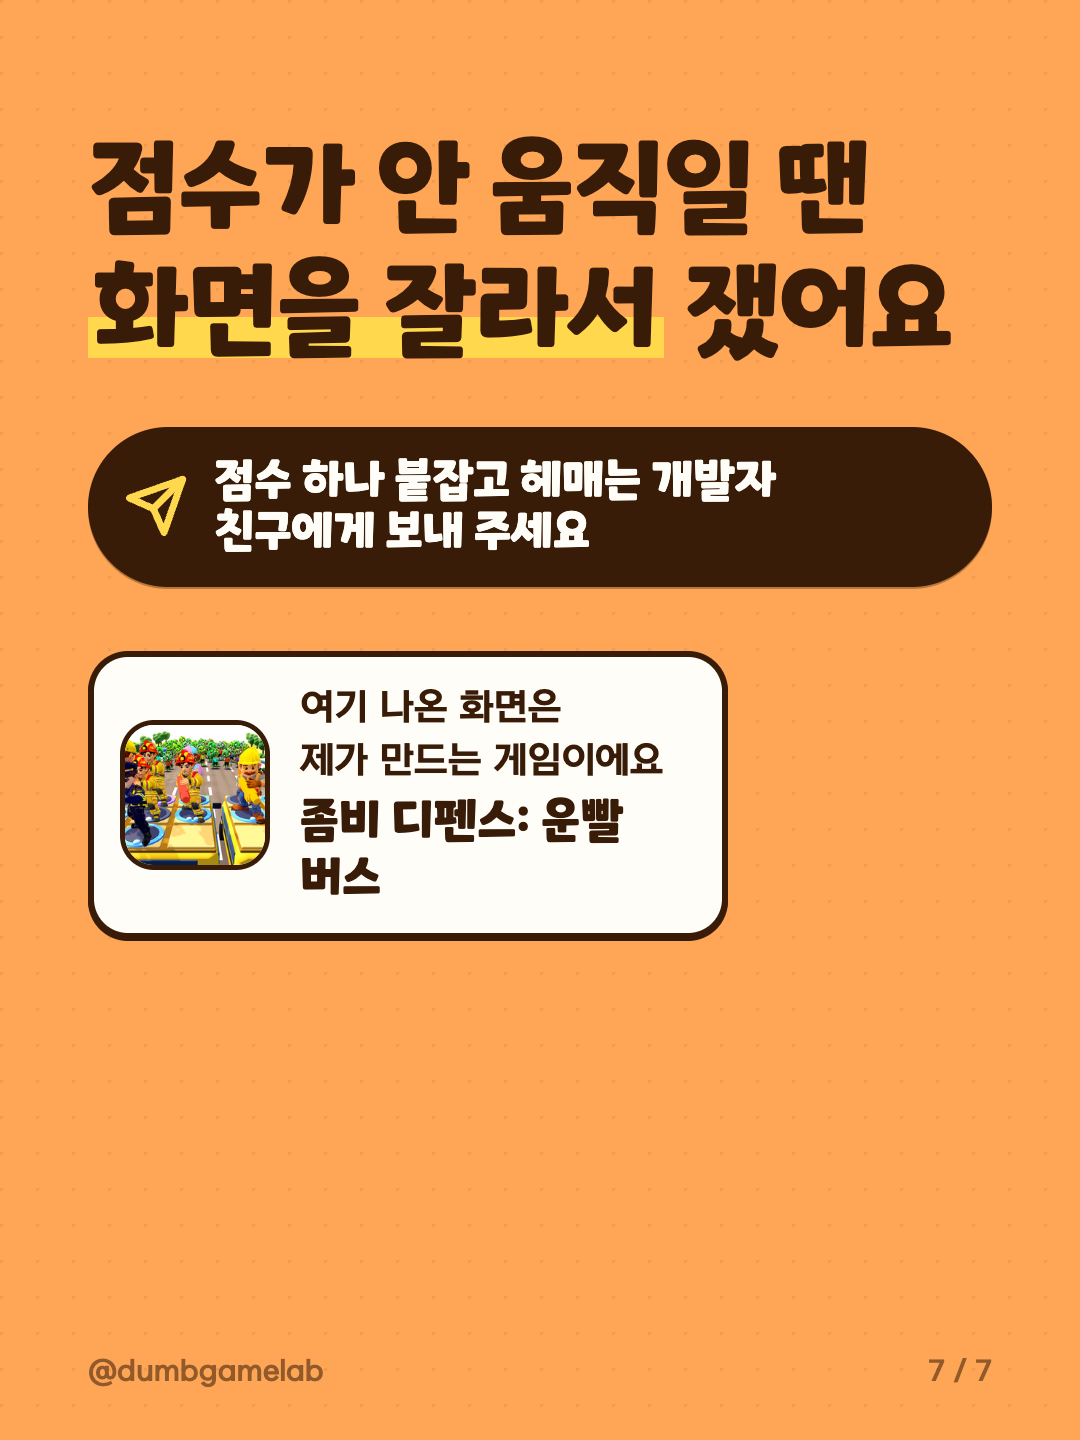 점수가 안 움직일 땐
화면을 잘라서 쟀어요
점수 하나 붙잡고 헤매는 개발자
친구에게 보내 주세요
여기 나온 화면은
제가 만드는 게임이에요
좀비 디펜스: 운빨
버스
@dumbgamelab
7 / 7